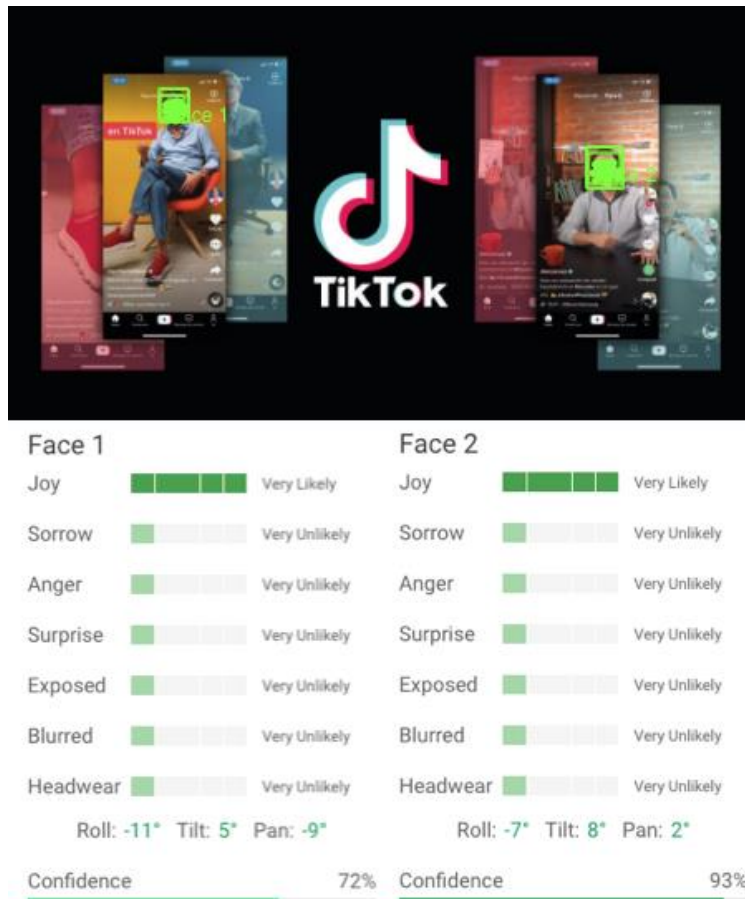 en TikTok
Face 1
TikTok
Face 1
Joy Very Likely
Sorrow Very Unlikely
Anger Very Unlikely
Surprise Very Unlikely
Exposed Very Unlikely
Blurred Very Unlikely
Headwear Very Unlikely
Roll: -11° Tilt: 5° Pan: -9°
Confidence 72%
Face 2
Joy Very Likely
Sorrow Very Unlikely
Anger Very Unlikely
Surprise Very Unlikely
Exposed Very Unlikely
Blurred Very Unlikely
Headwear Very Unlikely
Roll: -7° Tilt: 8° Pan: 2°
Confidence 93%